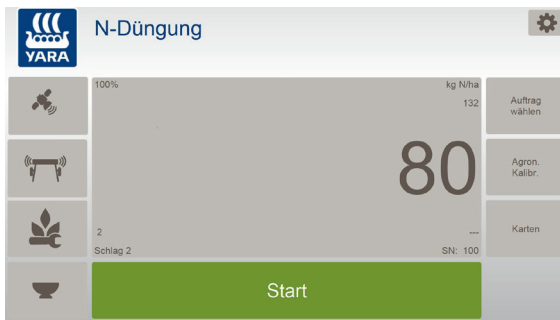 YARA
N-Düngung
100%
kg N/ha
132
Auftrag
wählen
80
Agron.
Kalibr.
2
---
Karten
Schlag 2
SN: 100
Start